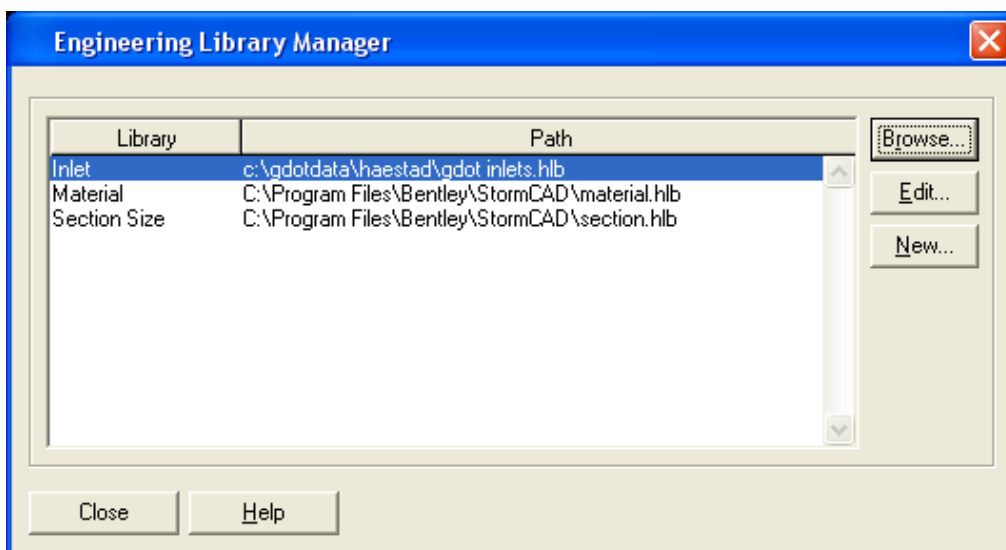 Engineering Library Manager
Library Path
Inlet c:\gdotdata\haestad\gdot inlets.hlb
Material C:\Program Files\Bentley\StormCAD\material.hlb
Section Size C:\Program Files\Bentley\StormCAD\section.hlb
Browse...
Edit...
New...
Close Help